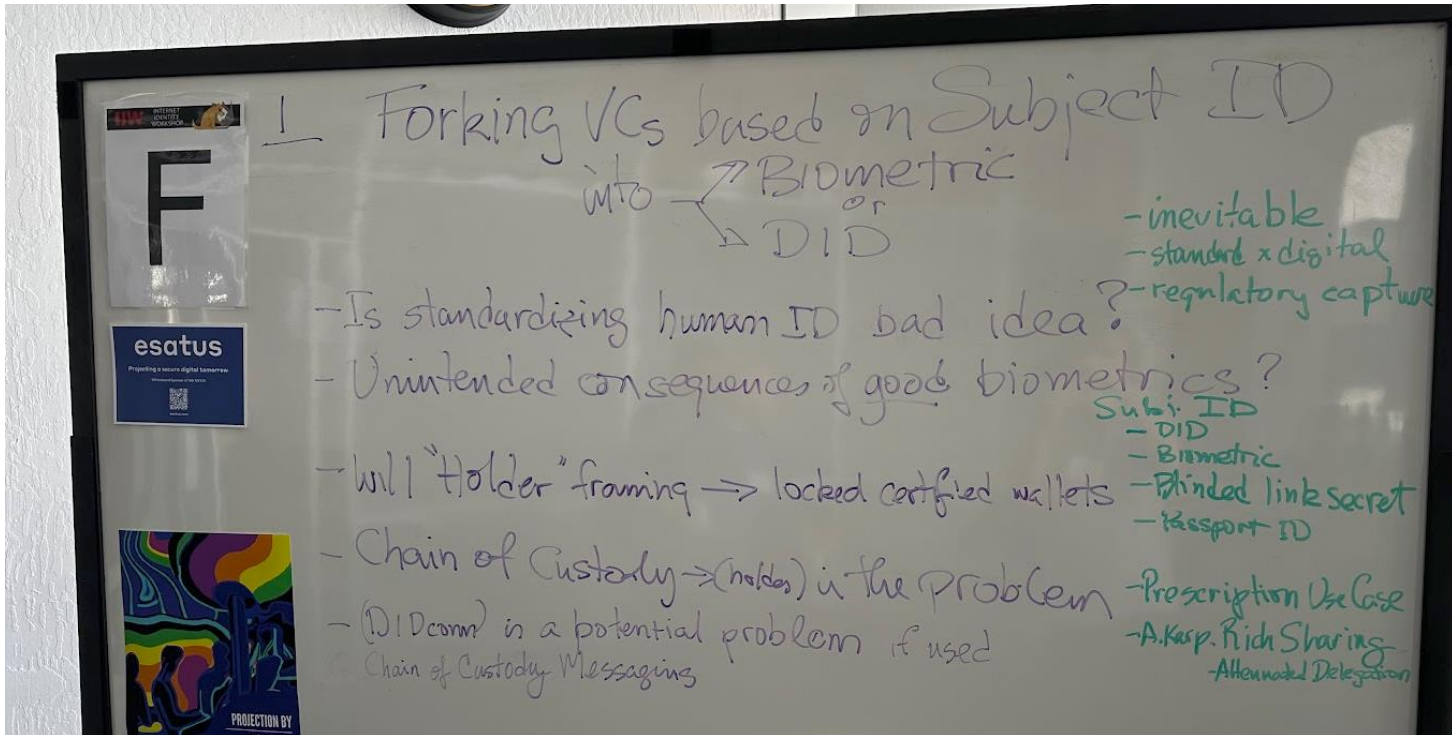 IIW INTERNET IDENTITY WORKSHOP
F
esatus
Projecting a secure digital tomorrow
PROJECTION BY
1 Forking VCs based on Subject ID
into Biometric
or
DID
- Is standardizing human ID bad idea?
- Unintended consequences of good biometrics?
- Will "Holder" framing → locked certfied wallets
- Chain of Custody → (holder) is the problem
- (DIDcomm) is a potential problem if used
Chain of Custody Messaging
- inevitable
- standard x digital
- regulatory capture
Subj. ID
- DID
- Biometric
- Blinded link secret
- Passport ID
- Prescription Use Case
- A. Karp. Rich Sharing
- Attenuated Delegation